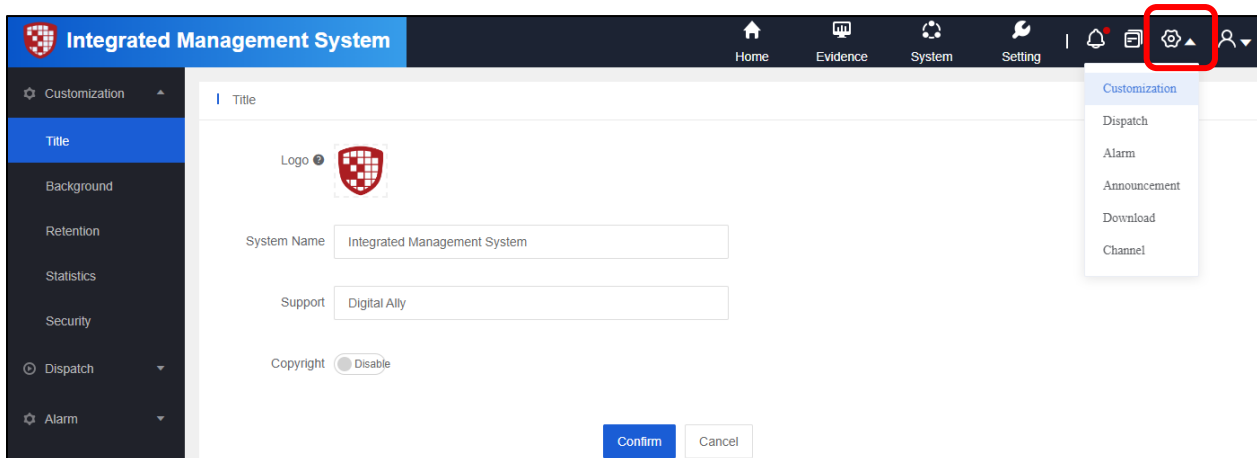 Integrated Management System
Home
Evidence
System
Setting
Customization
Dispatch
Alarm
Announcement
Download
Channel
Customization
Title
Background
Retention
Statistics
Security
Dispatch
Alarm
Title
Logo
System Name
Integrated Management System
Support
Digital Ally
Copyright
Disable
Confirm
Cancel